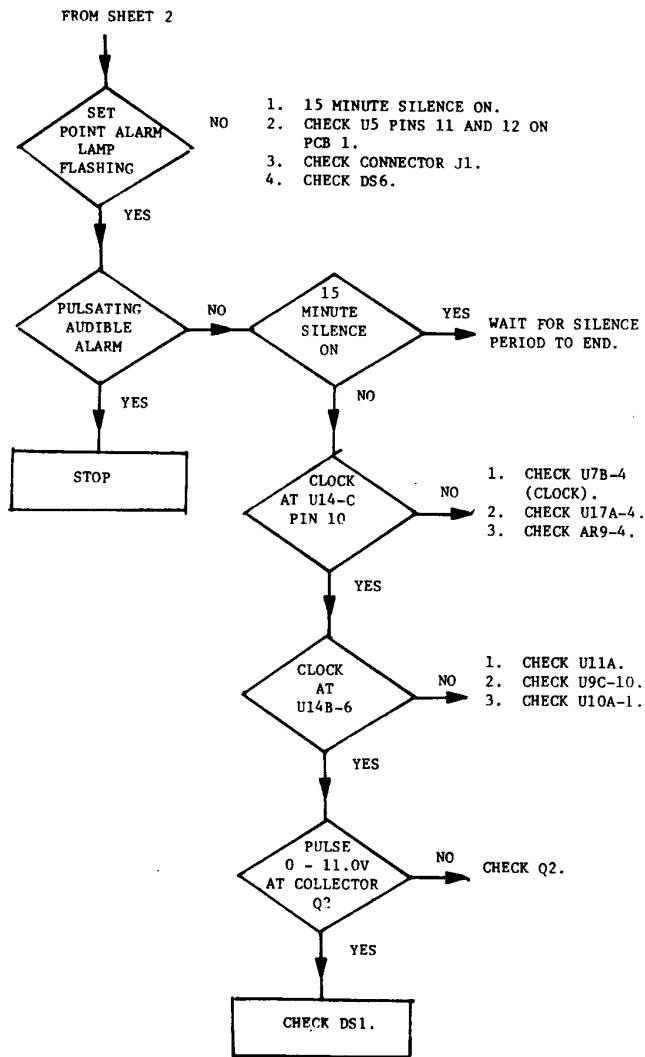 FROM SHEET 2
SET
POINT ALARM
LAMP
FLASHING
NO
1. 15 MINUTE SILENCE ON.
2. CHECK U5 PINS 11 AND 12 ON
PCB 1.
3. CHECK CONNECTOR J1.
4. CHECK DS6.
YES
PULSATING
AUDIBLE
ALARM
NO
15
MINUTE
SILENCE
ON
YES
WAIT FOR SILENCE
PERIOD TO END.
YES
NO
STOP
CLOCK
AT U14-C
PIN 10
NO
1. CHECK U7B-4
(CLOCK).
2. CHECK U17A-4.
3. CHECK AR9-4.
YES
CLOCK
AT
U14B-6
NO
1. CHECK U11A.
2. CHECK U9C-10.
3. CHECK U10A-1.
YES
PULSE
0 - 11.0V
AT COLLECTOR
Q2
NO
CHECK Q2.
YES
CHECK DS1.